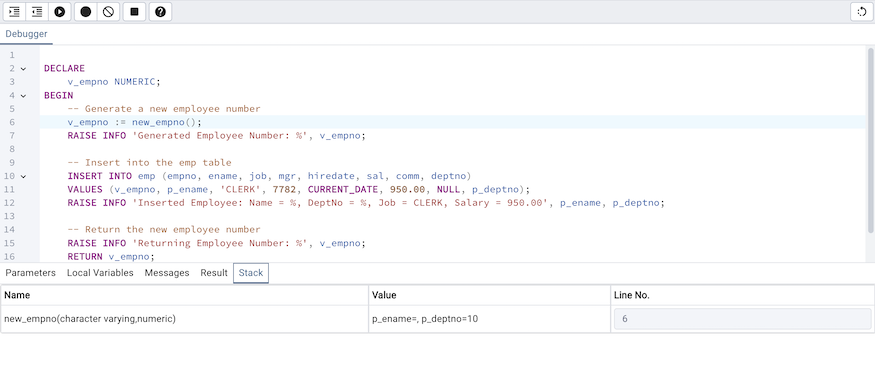 Debugger
1
2 DECLARE
3 v_empno NUMERIC;
4 BEGIN
5 -- Generate a new employee number
6 v_empno := new_empno();
7 RAISE INFO 'Generated Employee Number: %', v_empno;
8
9 -- Insert into the emp table
10 INSERT INTO emp (empno, ename, job, mgr, hiredate, sal, comm, deptno)
11 VALUES (v_empno, p_ename, 'CLERK', 7782, CURRENT_DATE, 950.00, NULL, p_deptno);
12 RAISE INFO 'Inserted Employee: Name = %, DeptNo = %, Job = CLERK, Salary = 950.00', p_ename, p_deptno;
13
14 -- Return the new employee number
15 RAISE INFO 'Returning Employee Number: %', v_empno;
16 RETURN v_empno;
Parameters Local Variables Messages Result Stack
Name Value Line No.
new_empno(character varying,numeric) p_ename=, p_deptno=10 6